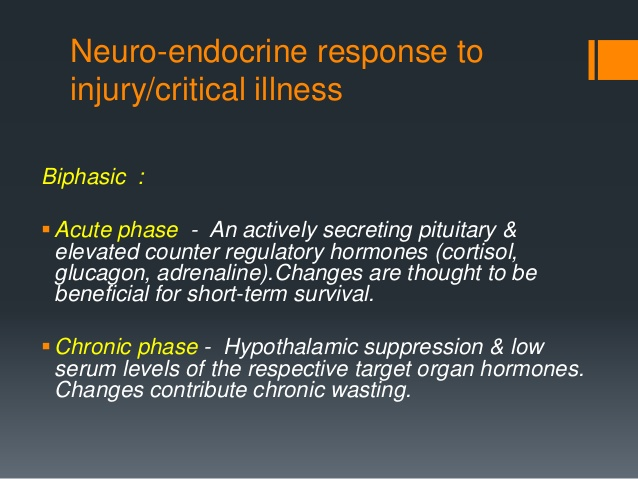 Neuro-endocrine response to
injury/critical illness
Biphasic :
▪ Acute phase - An actively secreting pituitary &
elevated counter regulatory hormones (cortisol,
glucagon, adrenaline).Changes are thought to be
beneficial for short-term survival.
▪ Chronic phase - Hypothalamic suppression & low
serum levels of the respective target organ hormones.
Changes contribute chronic wasting.